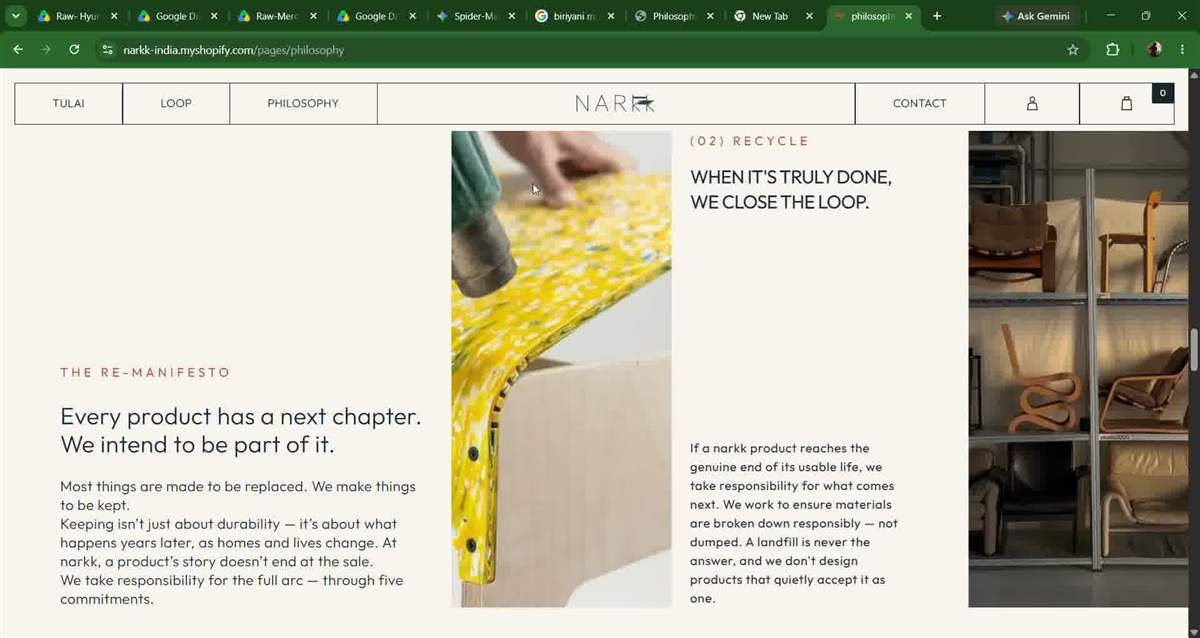 Raw- Hyu
Google D
Raw-Merc
Google D
Spider-M
biriyani m
Philosoph
New Tab
philosoph
Ask Gemini
narkk-india.myshopify.com/pages/philosophy
TULAI
LOOP
PHILOSOPHY
NARKK
CONTACT
0
THE RE-MANIFESTO
Every product has a next chapter.
We intend to be part of it.
Most things are made to be replaced. We make things
to be kept.
Keeping isn't just about durability — it's about what
happens years later, as homes and lives change. At
narkk, a product's story doesn't end at the sale.
We take responsibility for the full arc — through five
commitments.
(02) RECYCLE
WHEN IT'S TRULY DONE,
WE CLOSE THE LOOP.
If a narkk product reaches the
genuine end of its usable life, we
take responsibility for what comes
next. We work to ensure materials
are broken down responsibly — not
dumped. A landfill is never the
answer, and we don't design
products that quietly accept it as
one.